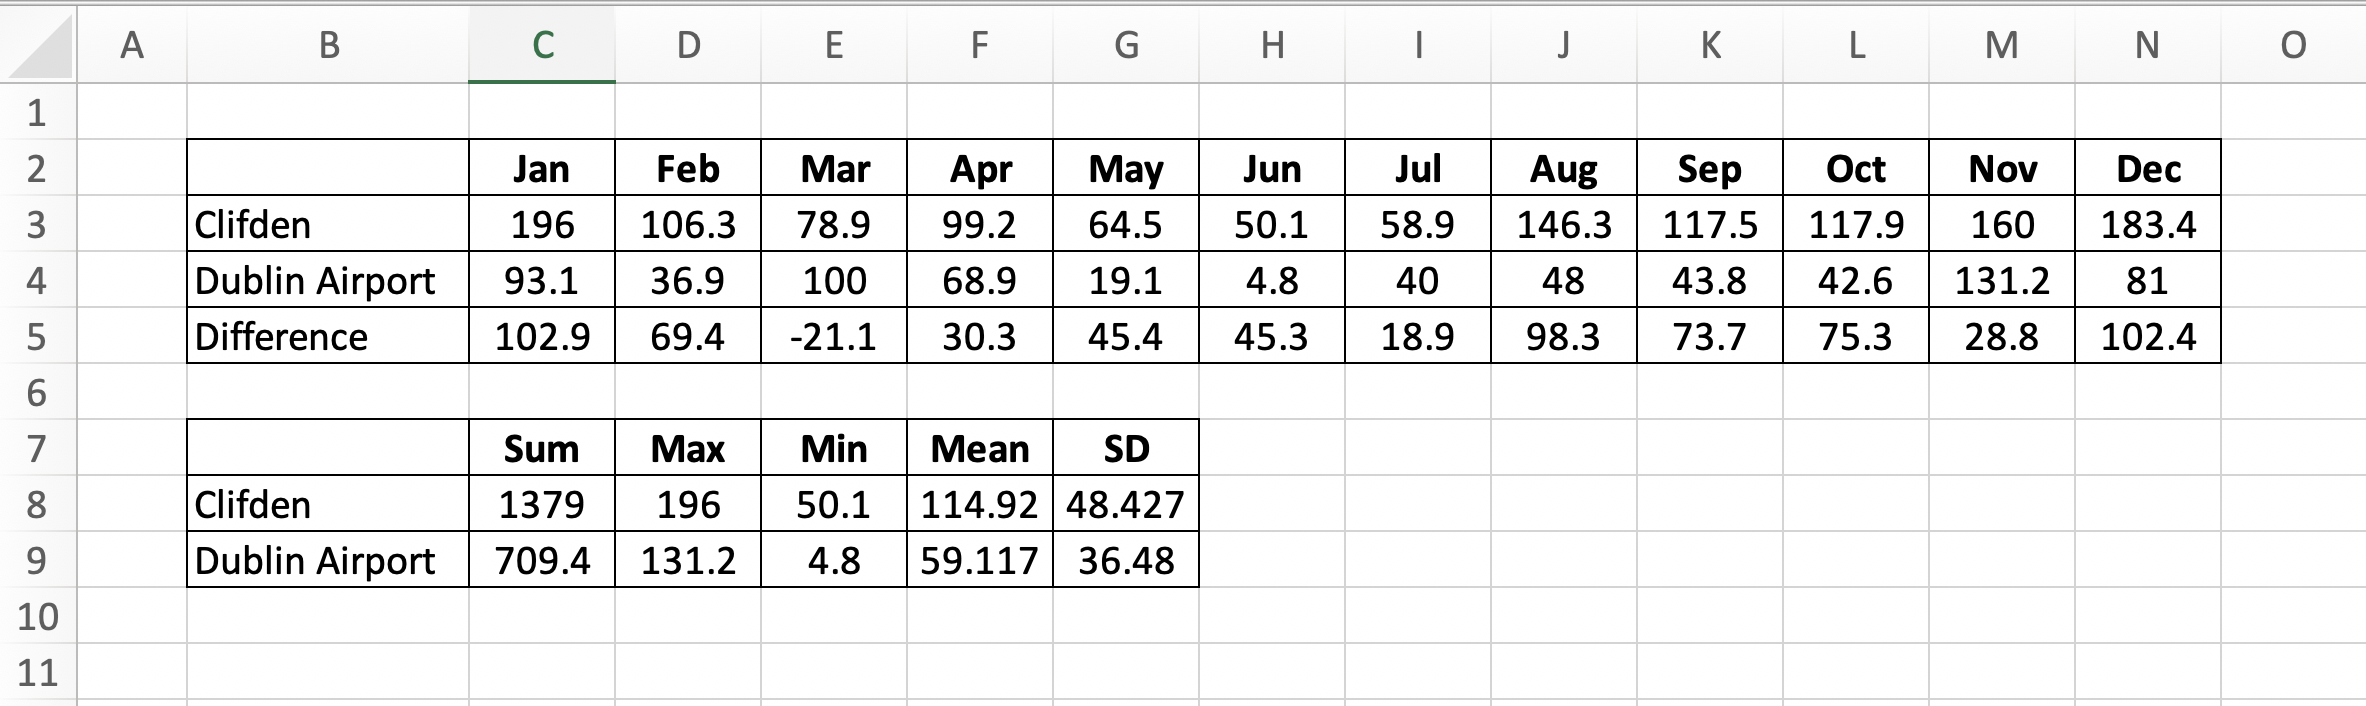 A B C D E F G H I J K L M N O
1
2 Jan Feb Mar Apr May Jun Jul Aug Sep Oct Nov Dec
3 Clifden 196 106.3 78.9 99.2 64.5 50.1 58.9 146.3 117.5 117.9 160 183.4
4 Dublin Airport 93.1 36.9 100 68.9 19.1 4.8 40 48 43.8 42.6 131.2 81
5 Difference 102.9 69.4 -21.1 30.3 45.4 45.3 18.9 98.3 73.7 75.3 28.8 102.4
6
7 Sum Max Min Mean SD
8 Clifden 1379 196 50.1 114.92 48.427
9 Dublin Airport 709.4 131.2 4.8 59.117 36.48
10
11